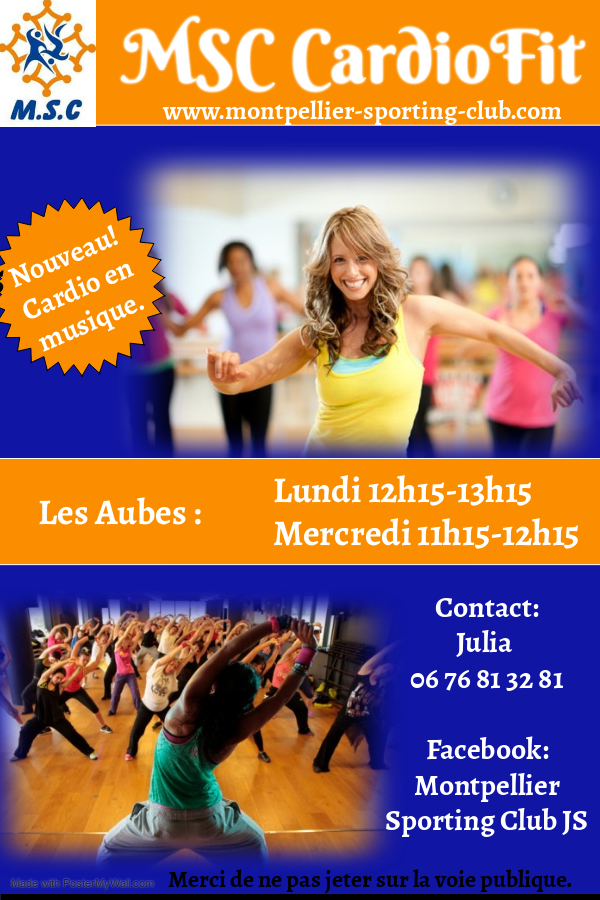 M.S.C
MSC CardioFit
www.montpellier-sporting-club.com
Nouveau!
Cardio en
musique.
Les Aubes :
Lundi 12h15-13h15
Mercredi 11h15-12h15
Contact:
Julia
06 76 81 32 81
Facebook:
Montpellier
Sporting Club JS
Made with PosterMyWall.com
Merci de ne pas jeter sur la voie publique.